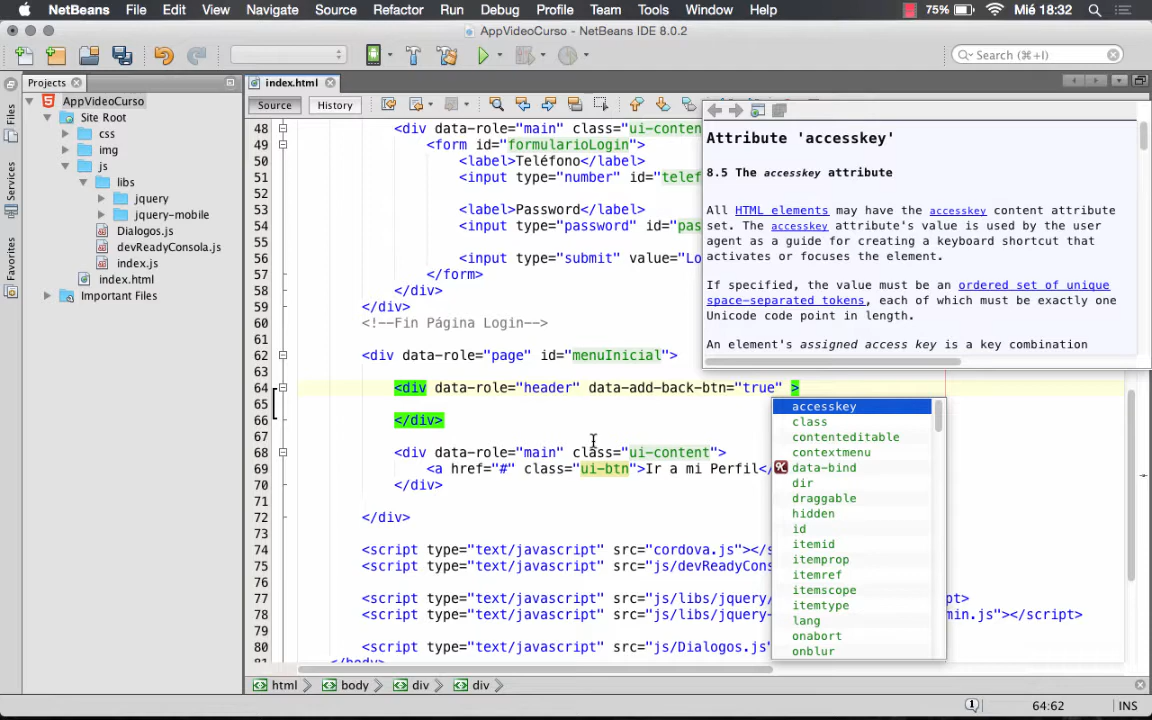 NetBeans File Edit View Navigate Source Refactor Run Debug Profile Team Tools Window Help 75% Mié 18:32
AppVideoCurso – NetBeans IDE 8.0.2
Search (⌘+I)
Projects
index.html
Source History
Files
Services
Favorites
AppVideoCurso
Site Root
css
img
js
libs
jquery
jquery-mobile
Dialogos.js
devReadyConsola.js
index.js
index.html
Important Files
48 <div data-role="main" class="ui-conten
49 <form id="formularioLogin">
50 <label>Teléfono</label>
51 <input type="number" id="telef
52
53 <label>Password</label>
54 <input type="password" id="pas
55
56 <input type="submit" value="Lo
57 </form>
58 </div>
59 </div>
60 <!--Fin Página Login-->
61
62 <div data-role="page" id="menuInicial">
63
64 <div data-role="header" data-add-back-btn="true" >
65
66 </div>
67
68 <div data-role="main" class="ui-content">
69 <a href="#" class="ui-btn">Ir a mi Perfil</
70 </div>
71
72 </div>
73
74 <script type="text/javascript" src="cordova.js"></s
75 <script type="text/javascript" src="js/devReadyCons
76
77 <script type="text/javascript" src="js/libs/jquery/ pt>
78 <script type="text/javascript" src="js/libs/jquery- min.js"></script>
79
80 <script type="text/javascript" src="js/Dialogos.js"
81 </body>
Attribute 'accesskey'
8.5 The accesskey attribute
All HTML elements may have the accesskey content attribute
set. The accesskey attribute's value is used by the user
agent as a guide for creating a keyboard shortcut that
activates or focuses the element.
If specified, the value must be an ordered set of unique
space-separated tokens, each of which must be exactly one
Unicode code point in length.
An element's assigned access key is a key combination
accesskey
class
contenteditable
contextmenu
data-bind
dir
draggable
hidden
id
itemid
itemprop
itemref
itemscope
itemtype
lang
onabort
onblur
html body div div
1 64:62 INS